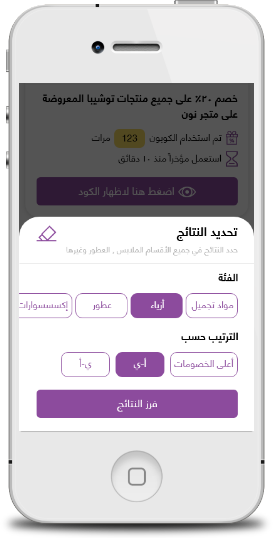 خصم ٢٠٪ على جميع منتجات توشيبا المعروضة
على متجر نون
تم استخدام الكوبون 123 مرات
استعمل مؤخراً منذ ١٠ دقائق
اضغط هنا لاظهار الكود
تحديد النتائج
حدد النتائج في جميع الأقسام الملابس , العطور وغيرها
الفئة
مواد تجميل أزياء عطور إكسسسوارات
الترتيب حسب
أعلى الخصومات أ-ي ي-أ
فرز النتائج